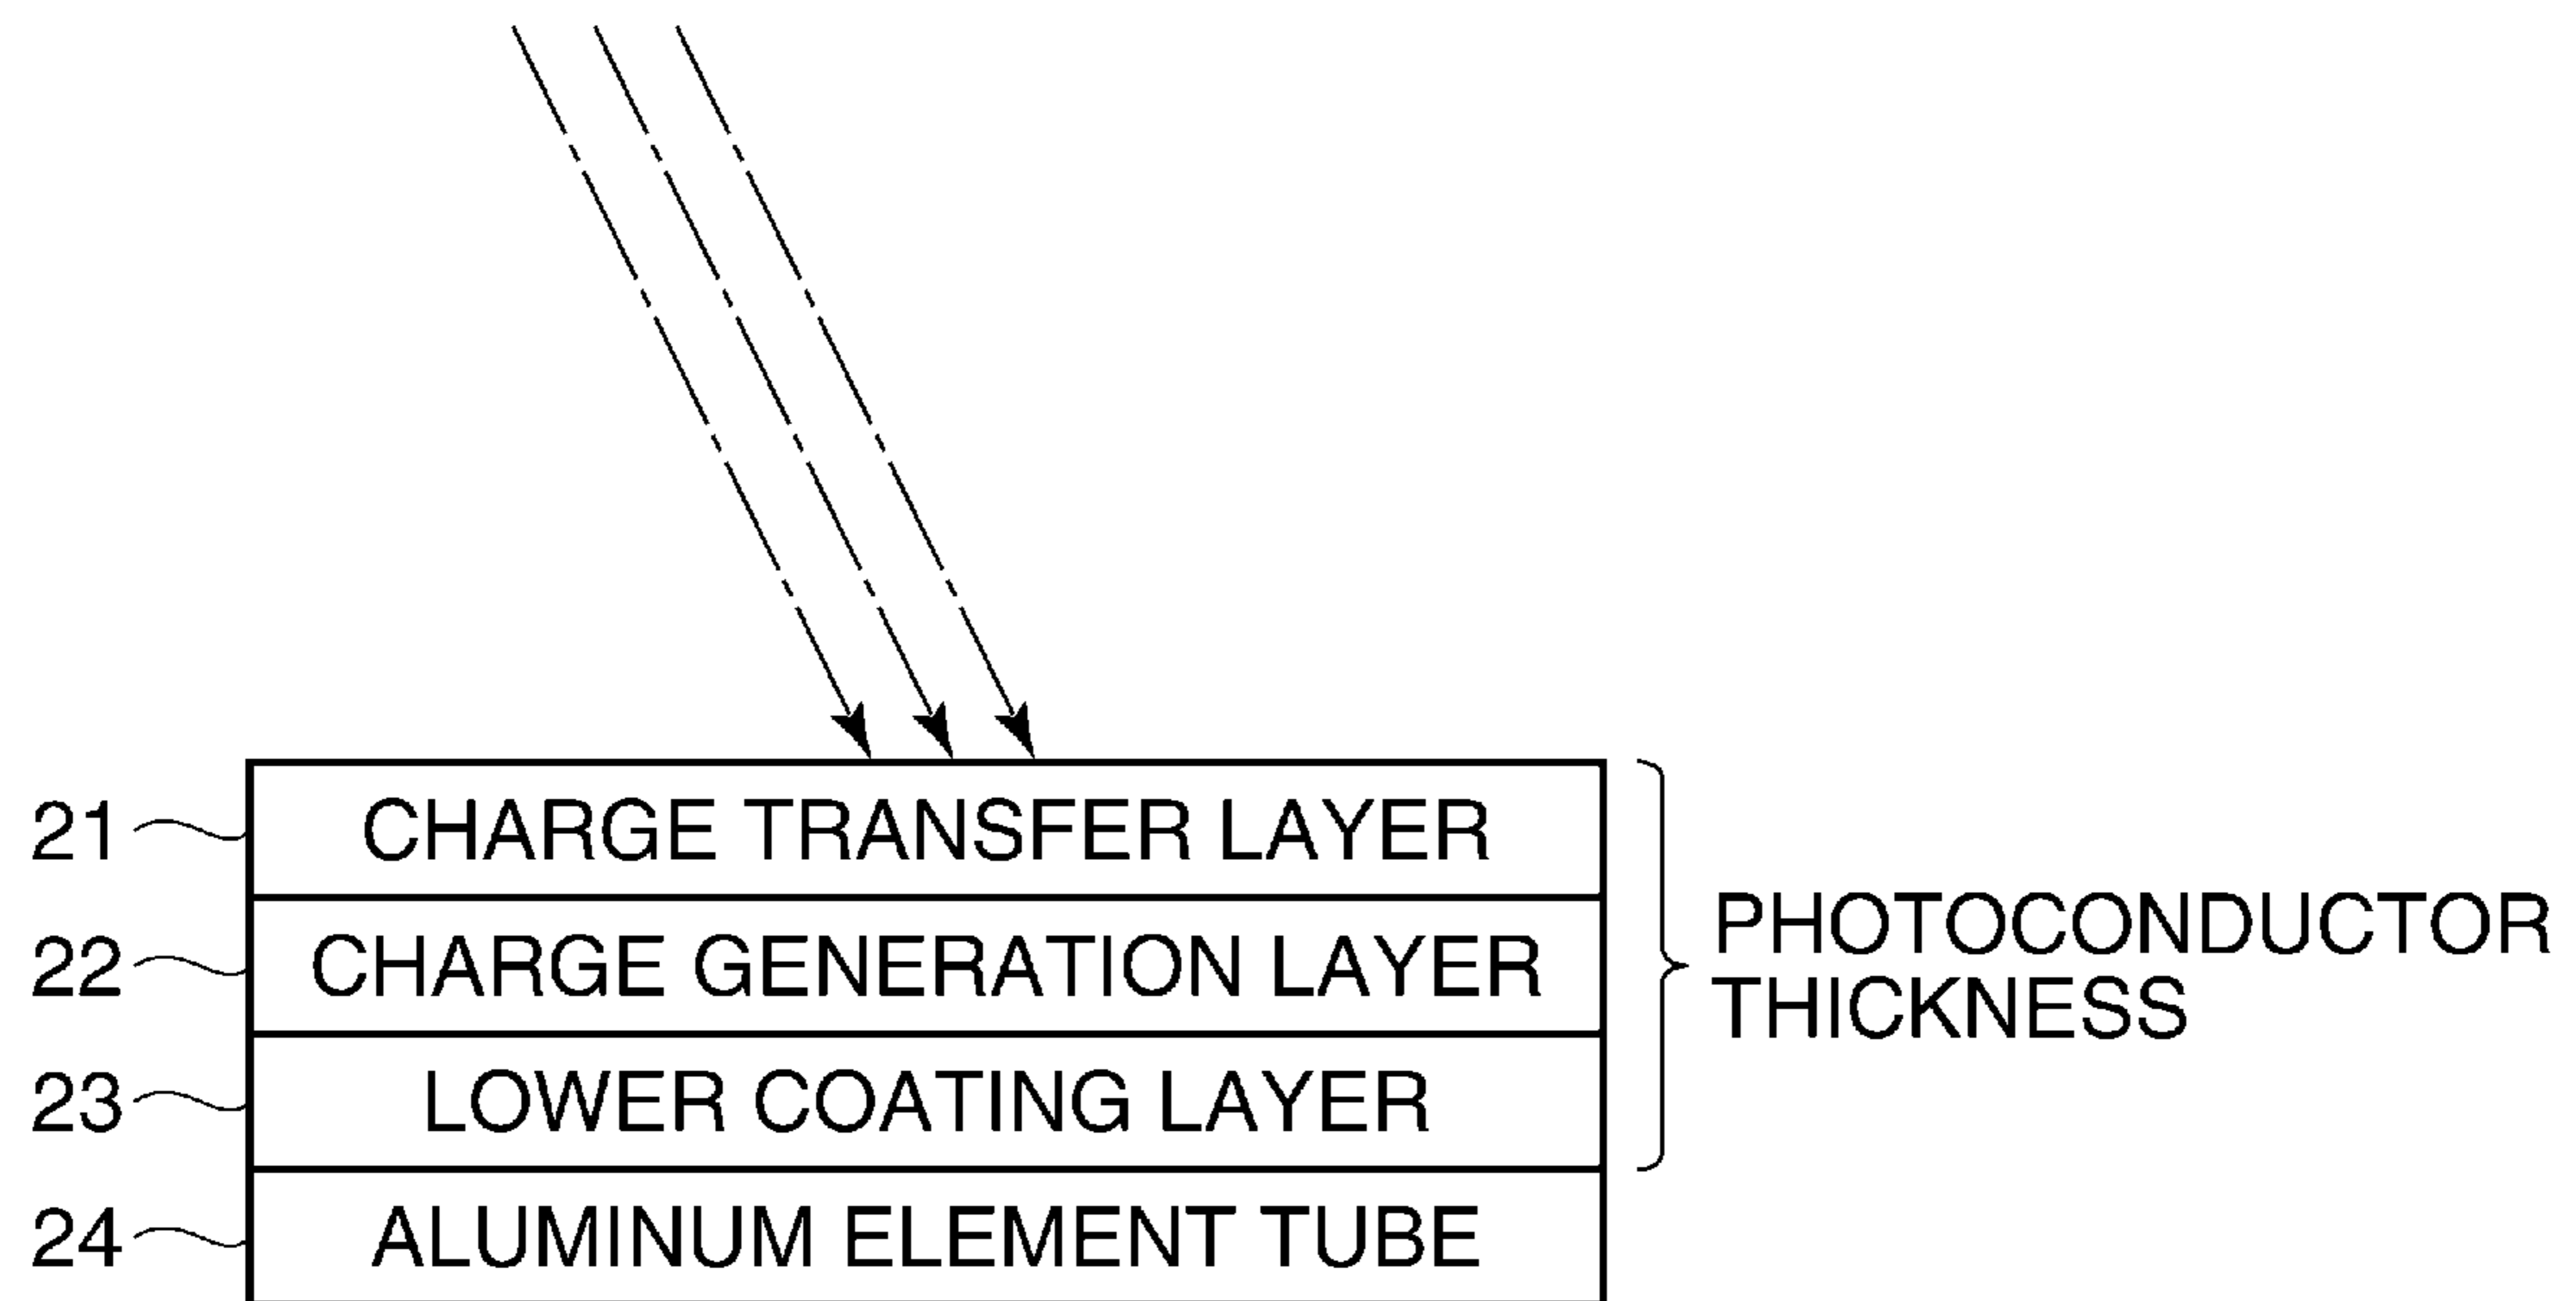 21 CHARGE TRANSFER LAYER
22 CHARGE GENERATION LAYER
23 LOWER COATING LAYER
24 ALUMINUM ELEMENT TUBE
PHOTOCONDUCTOR
THICKNESS